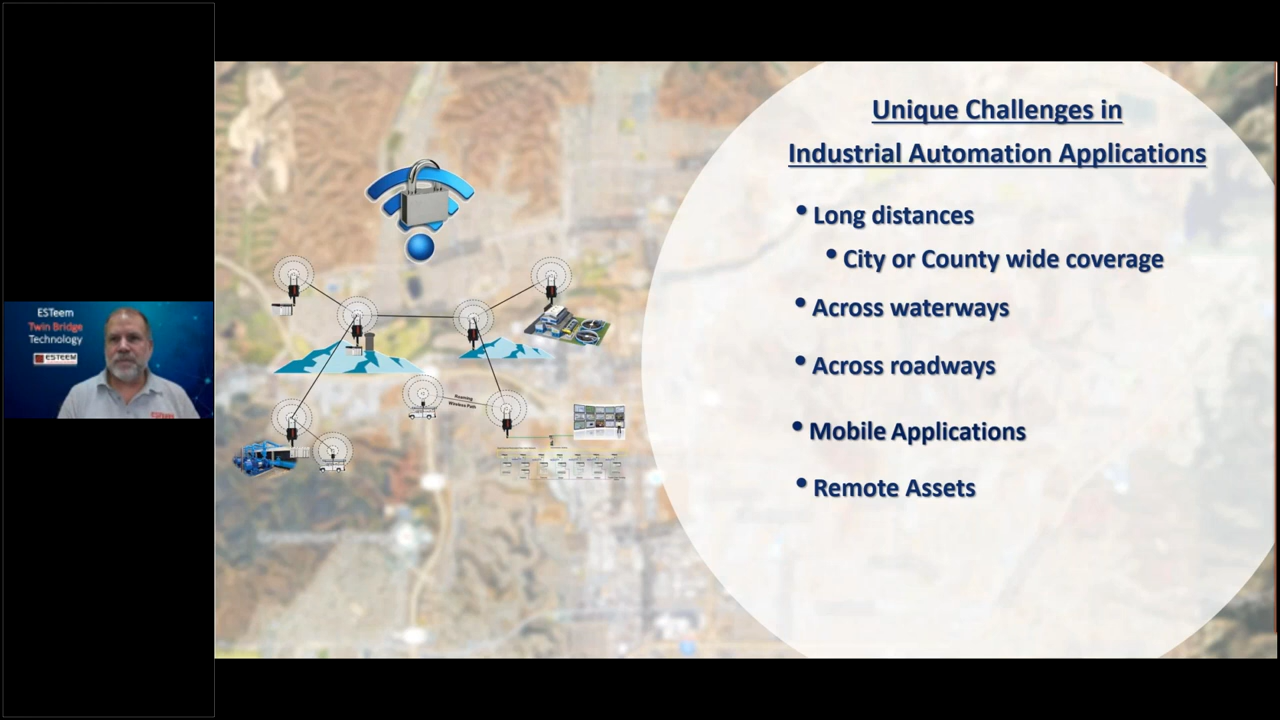 ESTeem
Twin Bridge
Technology
ESTEEM
ESTEEM
Unique Challenges in
Industrial Automation Applications
• Long distances
• City or County wide coverage
• Across waterways
• Across roadways
• Mobile Applications
• Remote Assets
Roaming
Wireless Path